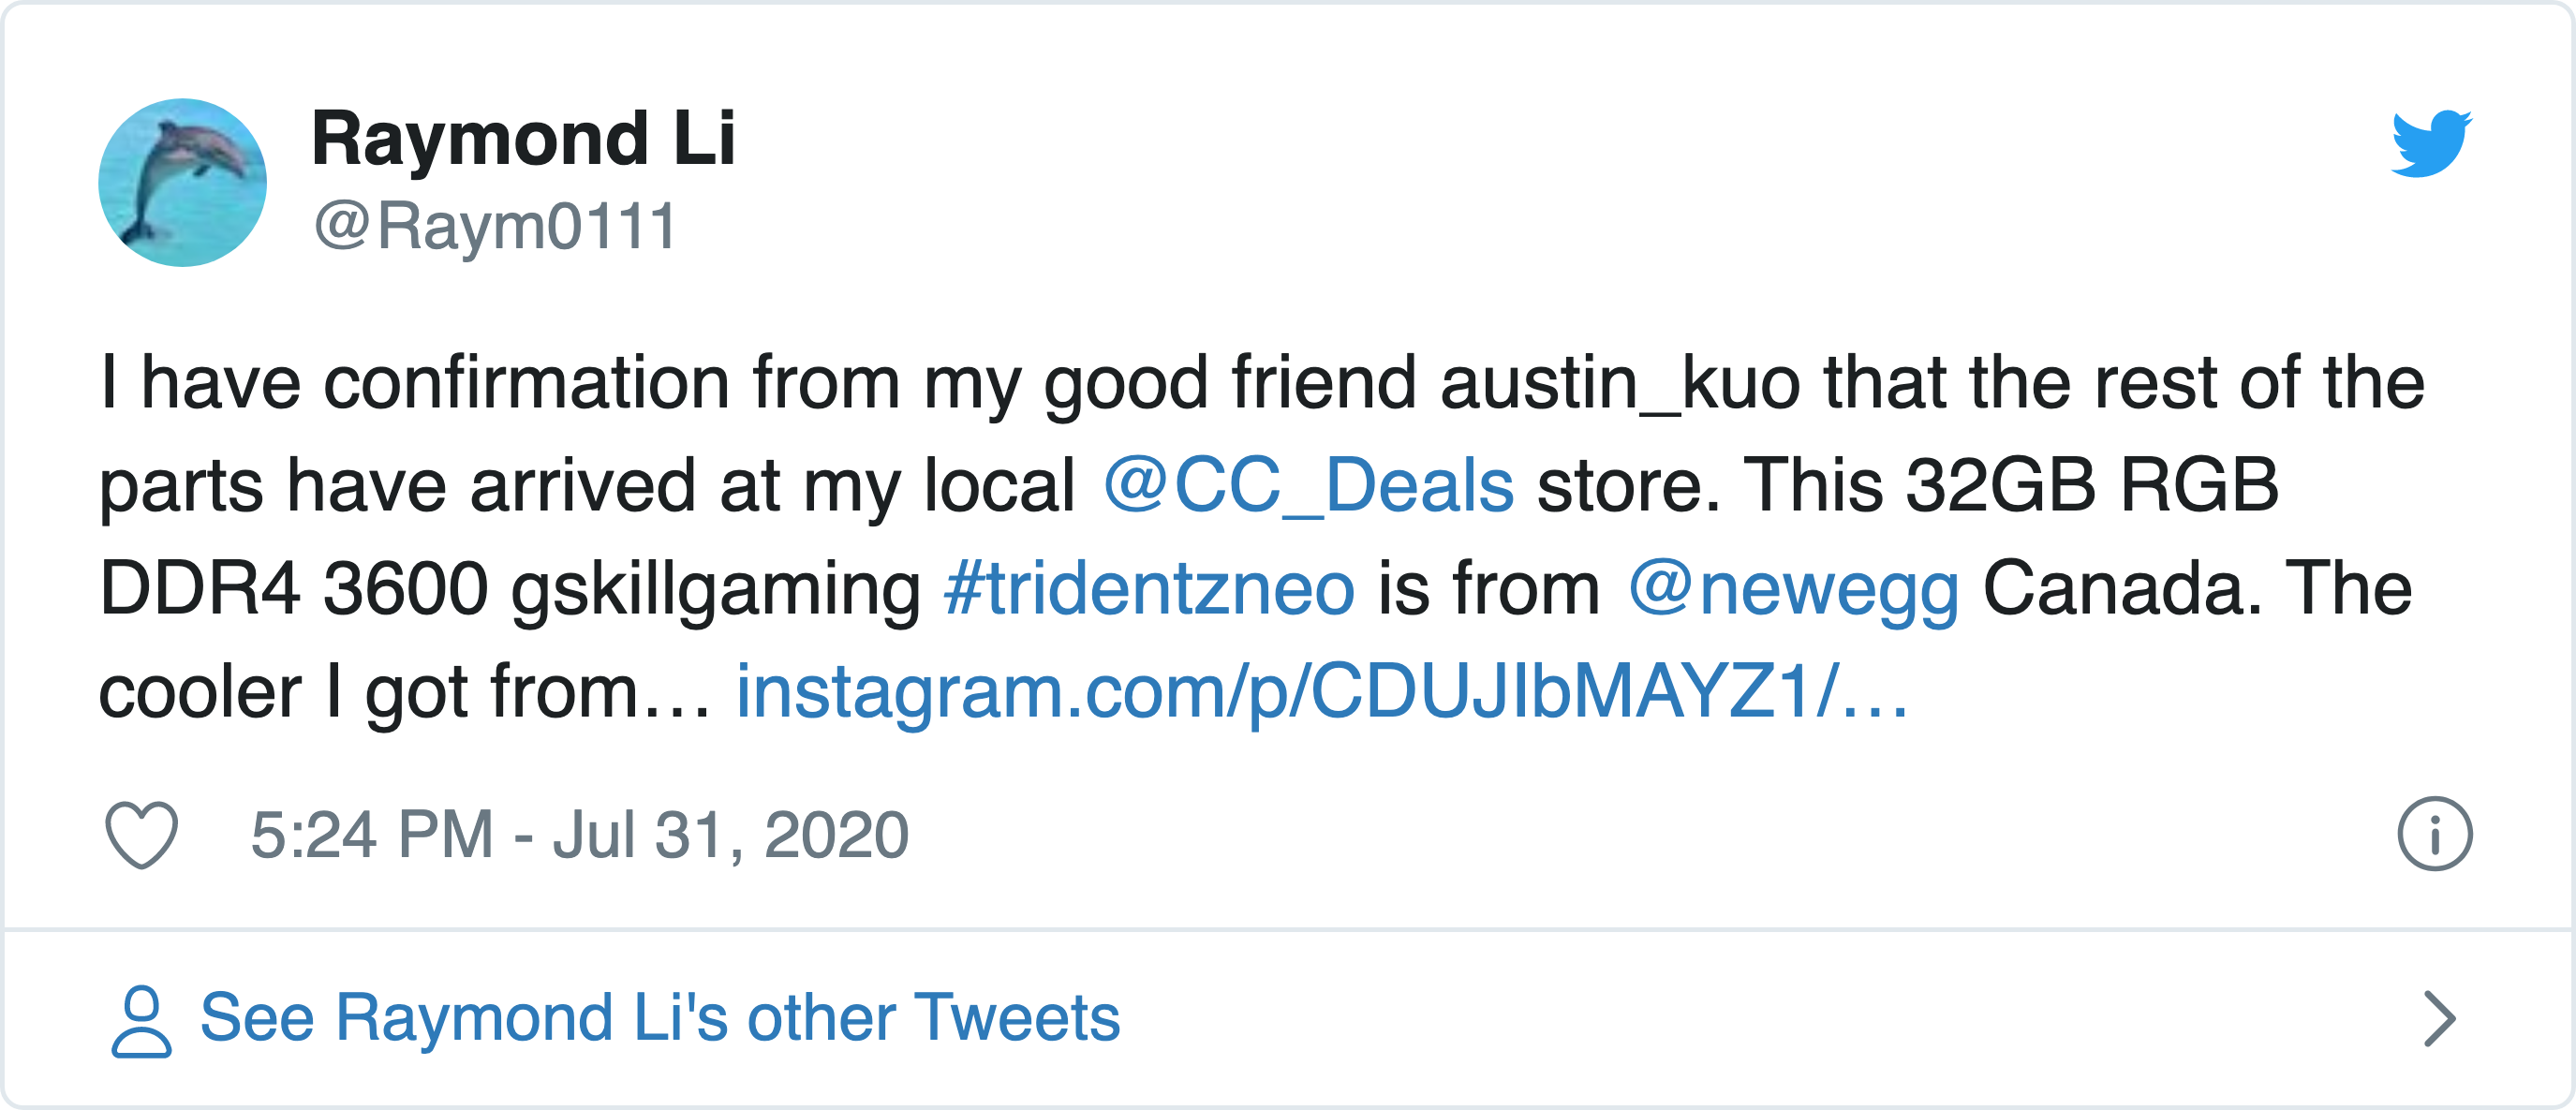 Raymond Li
@Raym0111
I have confirmation from my good friend austin_kuo that the rest of the
parts have arrived at my local @CC_Deals store. This 32GB RGB
DDR4 3600 gskillgaming #tridentzneo is from @newegg Canada. The
cooler I got from… instagram.com/p/CDUJIbMAYZ1/…
5:24 PM - Jul 31, 2020
See Raymond Li's other Tweets